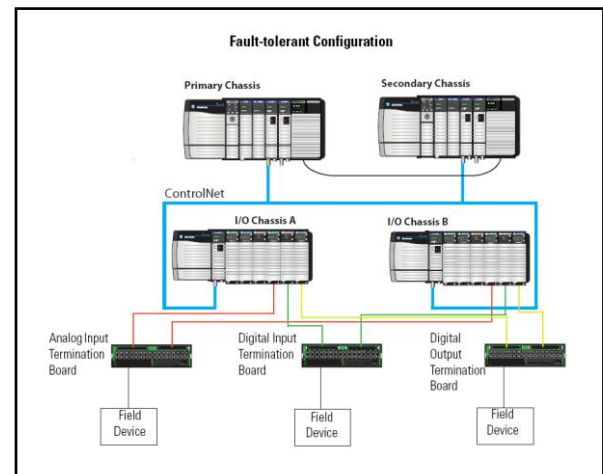 Fault-tolerant Configuration
Primary Chassis
Secondary Chassis
ControlNet
I/O Chassis A
I/O Chassis B
Analog Input
Termination
Board
Digital Input
Termination
Board
Digital
Output
Termination
Board
Field
Device
Field
Device
Field
Device